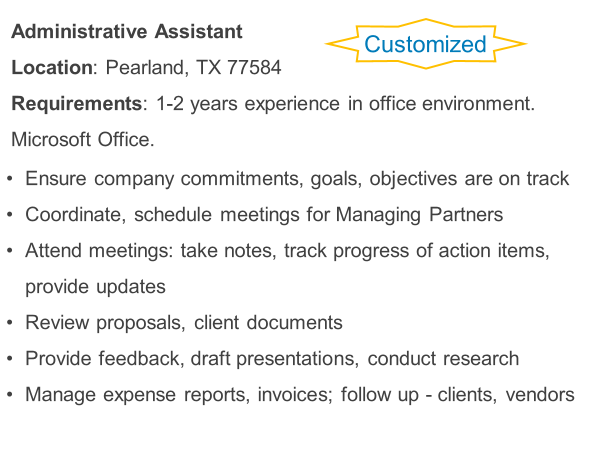 Administrative Assistant
Customized
Location: Pearland, TX 77584
Requirements: 1-2 years experience in office environment.
Microsoft Office.
• Ensure company commitments, goals, objectives are on track
• Coordinate, schedule meetings for Managing Partners
• Attend meetings: take notes, track progress of action items,
provide updates
• Review proposals, client documents
• Provide feedback, draft presentations, conduct research
• Manage expense reports, invoices; follow up - clients, vendors